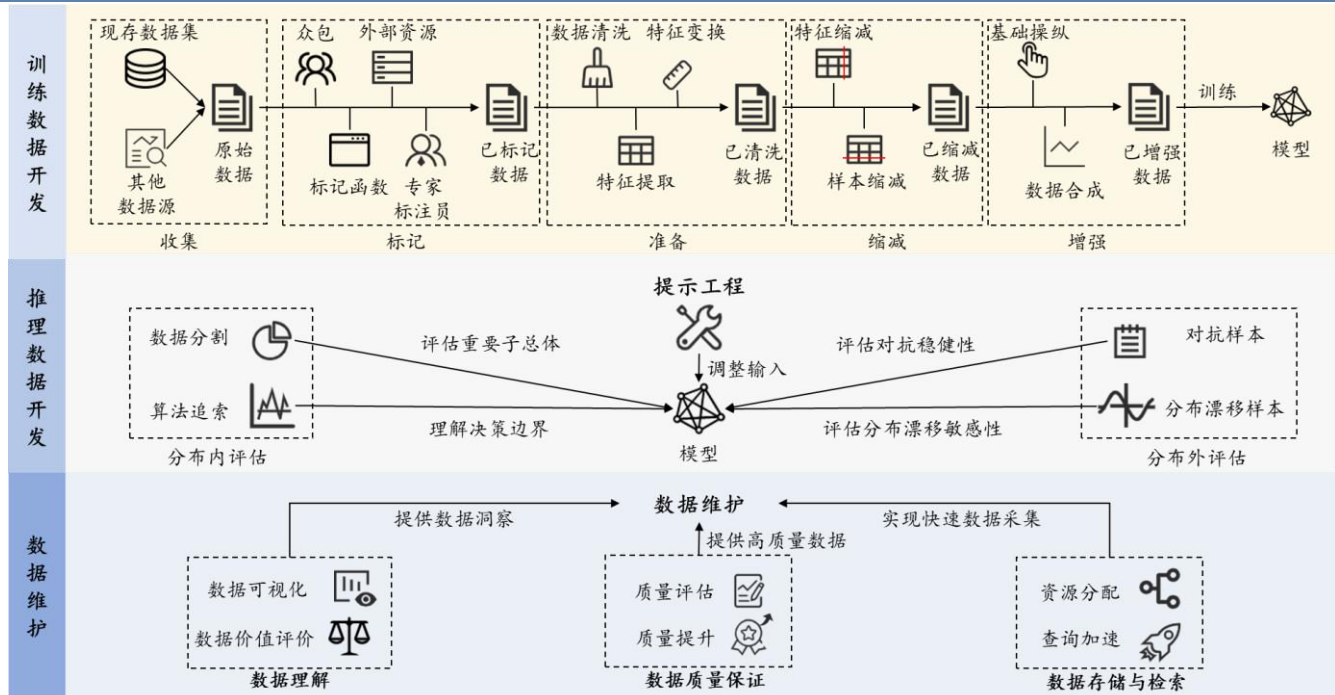 训练数据开发
现存数据集
其他
数据源
原始
数据
收集
众包
外部资源
标记函数
专家
标注员
已标记
数据
标记
数据清洗
特征变换
特征提取
已清洗
数据
准备
特征缩减
样本缩减
已缩减
数据
缩减
基础操纵
数据合成
已增强
数据
增强
训练
模型
推理数据开发
数据分割
算法追索
分布内评估
评估重要子总体
理解决策边界
提示工程
调整输入
模型
评估对抗稳健性
评估分布漂移敏感性
对抗样本
分布漂移样本
分布外评估
数据维护
数据维护
提供数据洞察
提供高质量数据
实现快速数据采集
数据可视化
数据价值评价
数据理解
质量评估
质量提升
数据质量保证
资源分配
查询加速
数据存储与检索